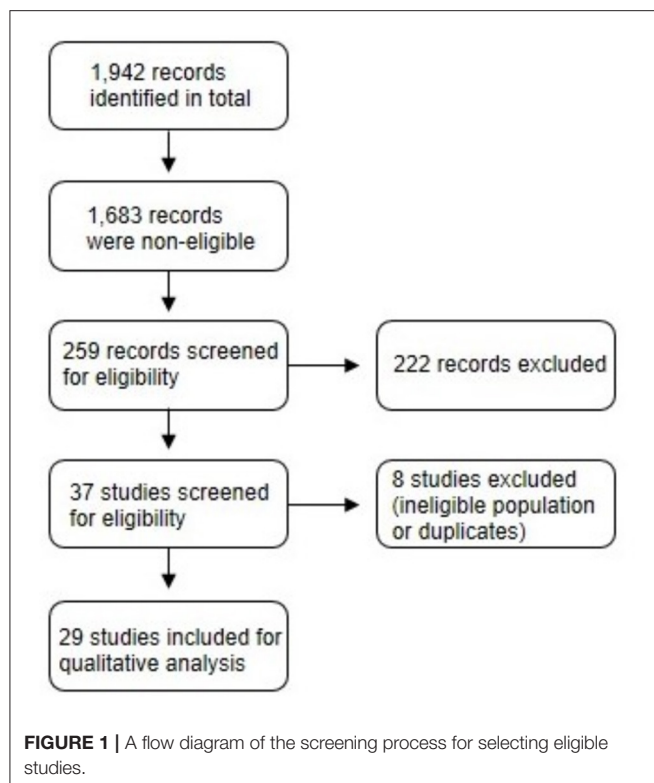 1,942 records
identified in total
1,683 records
were non-eligible
259 records screened
for eligibility
222 records excluded
37 studies screened
for eligibility
8 studies excluded
(ineligible population
or duplicates)
29 studies included for
qualitative analysis
FIGURE 1 | A flow diagram of the screening process for selecting eligible
studies.